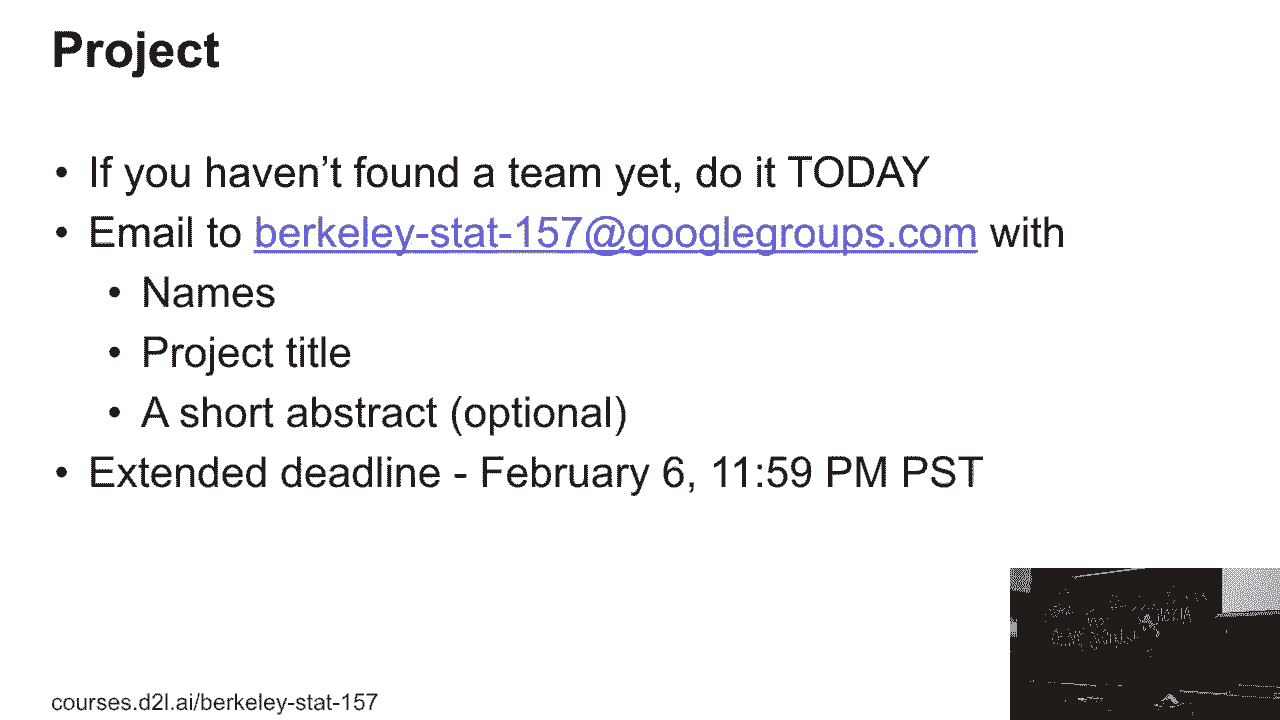 Project
• If you haven’t found a team yet, do it TODAY
• Email to berkeley-stat-157@googlegroups.com with
• Names
• Project title
• A short abstract (optional)
• Extended deadline - February 6, 11:59 PM PST
courses.d2l.ai/berkeley-stat-157